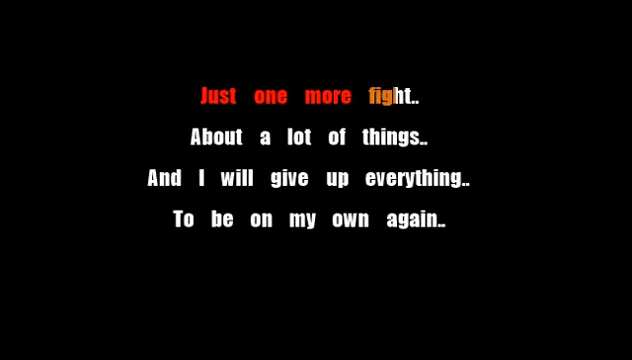 Just one more fight..
About a lot of things..
And I will give up everything..
To be on my own again..